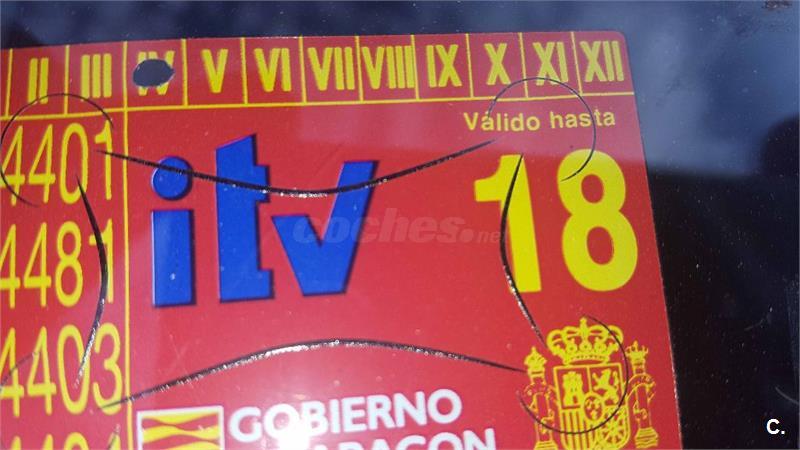 II III IV V VI VII VIII IX X XI XII
Válido hasta
4401
itv
18
4481
coches.net
4403
GOBIERNO
C.